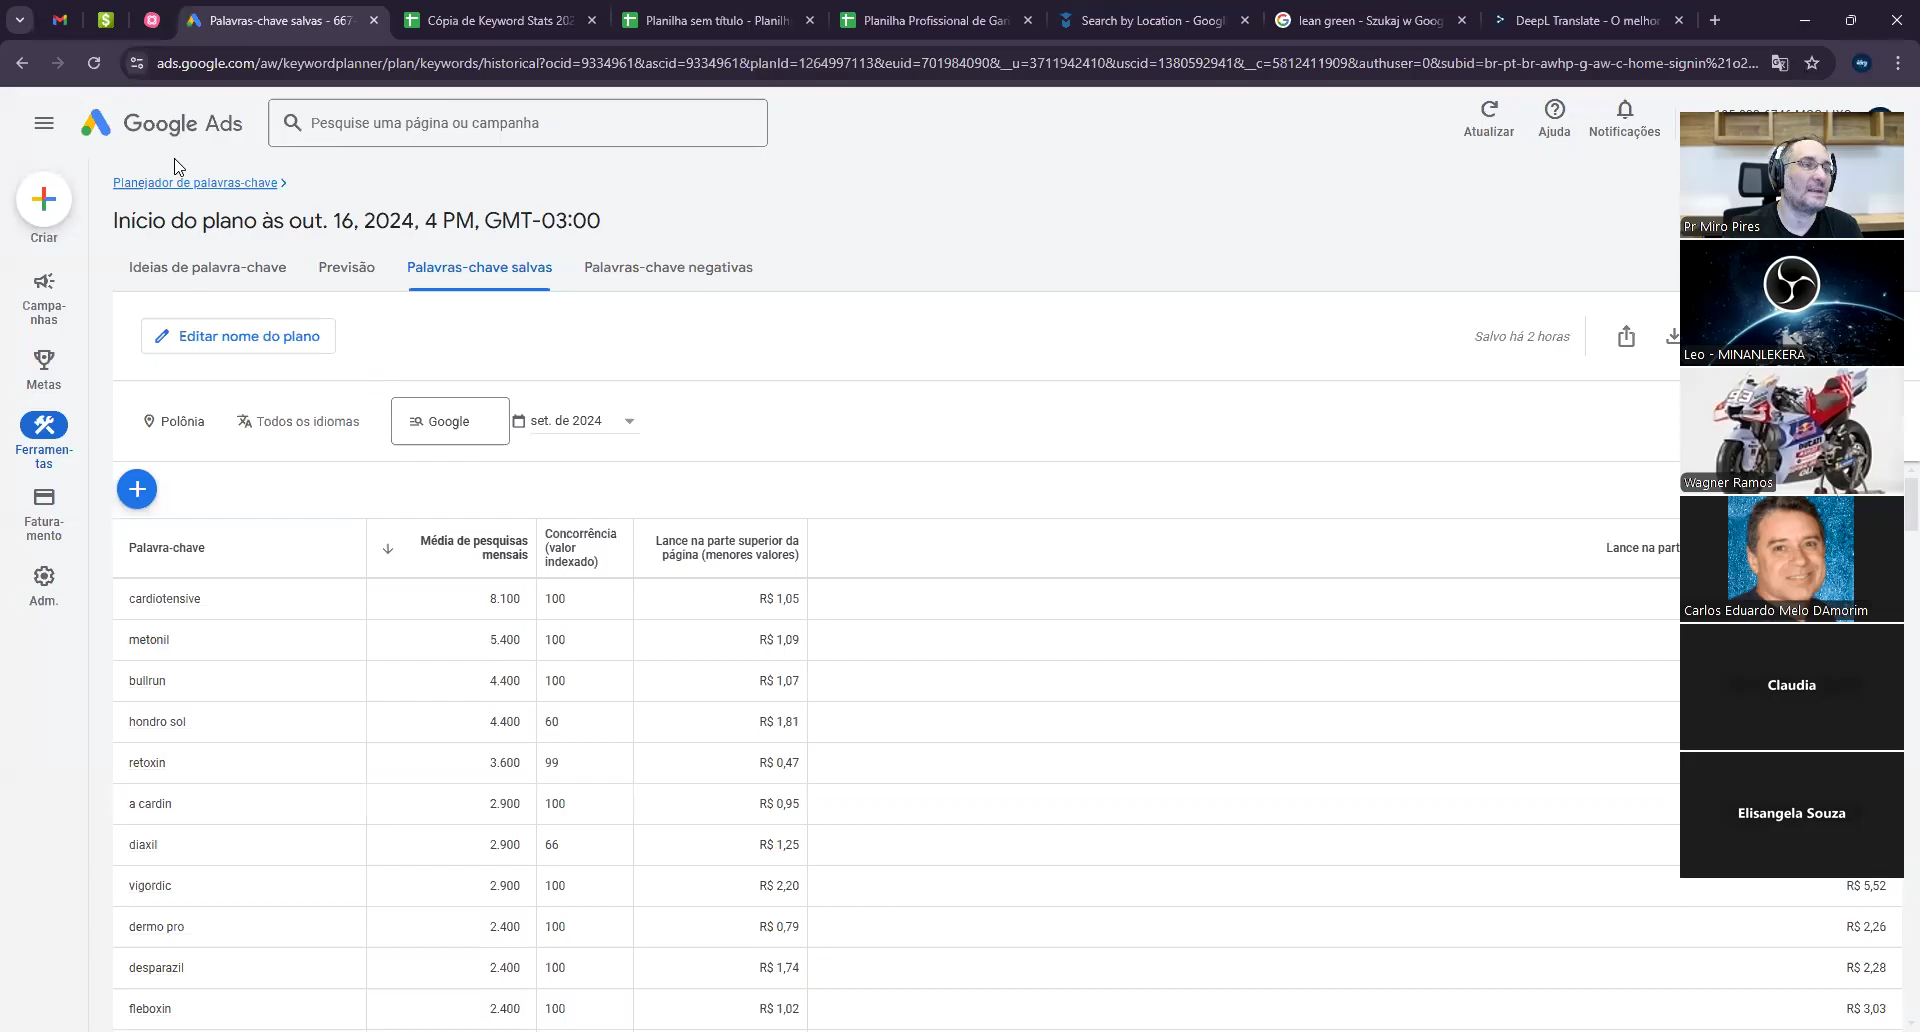 Palavras-chave salvas - 667-
Cópia de Keyword Stats 202
Planilha sem título - Planilh
Planilha Profissional de Gar
Search by Location - Googl
lean green - Szukaj w Goog
DeepL Translate - O melhor
ads.google.com/aw/keywordplanner/plan/keywords/historical?ocid=9334961&ascid=9334961&planId=1264997113&euid=701984090&__u=3711942410&uscid=1380592941&__c=5812411909&authuser=0&subid=br-pt-br-awhp-g-aw-c-home-signin%21o2...
Google Ads
Pesquise uma página ou campanha
Atualizar
Ajuda
Notificações
Criar
Campa-
nhas
Metas
Ferramen-
tas
Fatura-
mento
Adm.
Planejador de palavras-chave
Início do plano às out. 16, 2024, 4 PM, GMT-03:00
Ideias de palavra-chave
Previsão
Palavras-chave salvas
Palavras-chave negativas
Editar nome do plano
Salvo há 2 horas
Polônia
Todos os idiomas
Google
set. de 2024
Palavra-chave
Média de pesquisas
mensais
Concorrência
(valor
indexado)
Lance na parte superior da
página (menores valores)
Lance na part
cardiotensive 8.100 100 R$ 1,05
metonil 5.400 100 R$ 1,09
bullrun 4.400 100 R$ 1,07
hondro sol 4.400 60 R$ 1,81
retoxin 3.600 99 R$ 0,47
a cardin 2.900 100 R$ 0,95
diaxil 2.900 66 R$ 1,25
vigordic 2.900 100 R$ 2,20 R$ 5,52
dermo pro 2.400 100 R$ 0,79 R$ 2,26
desparazil 2.400 100 R$ 1,74 R$ 2,28
fleboxin 2.400 100 R$ 1,02 R$ 3,03
Pr Miro Pires
Leo - MINANLEKERA
93
Wagner Ramos
Carlos Eduardo Melo DAmorim
Claudia
Elisangela Souza